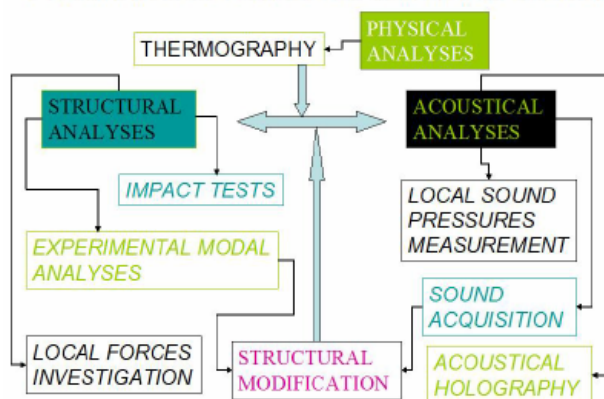 THERMOGRAPHY
PHYSICAL
ANALYSES
STRUCTURAL
ANALYSES
ACOUSTICAL
ANALYSES
IMPACT TESTS
LOCAL SOUND
PRESSURES
MEASUREMENT
EXPERIMENTAL MODAL
ANALYSES
SOUND
ACQUISITION
LOCAL FORCES
INVESTIGATION
STRUCTURAL
MODIFICATION
ACOUSTICAL
HOLOGRAPHY